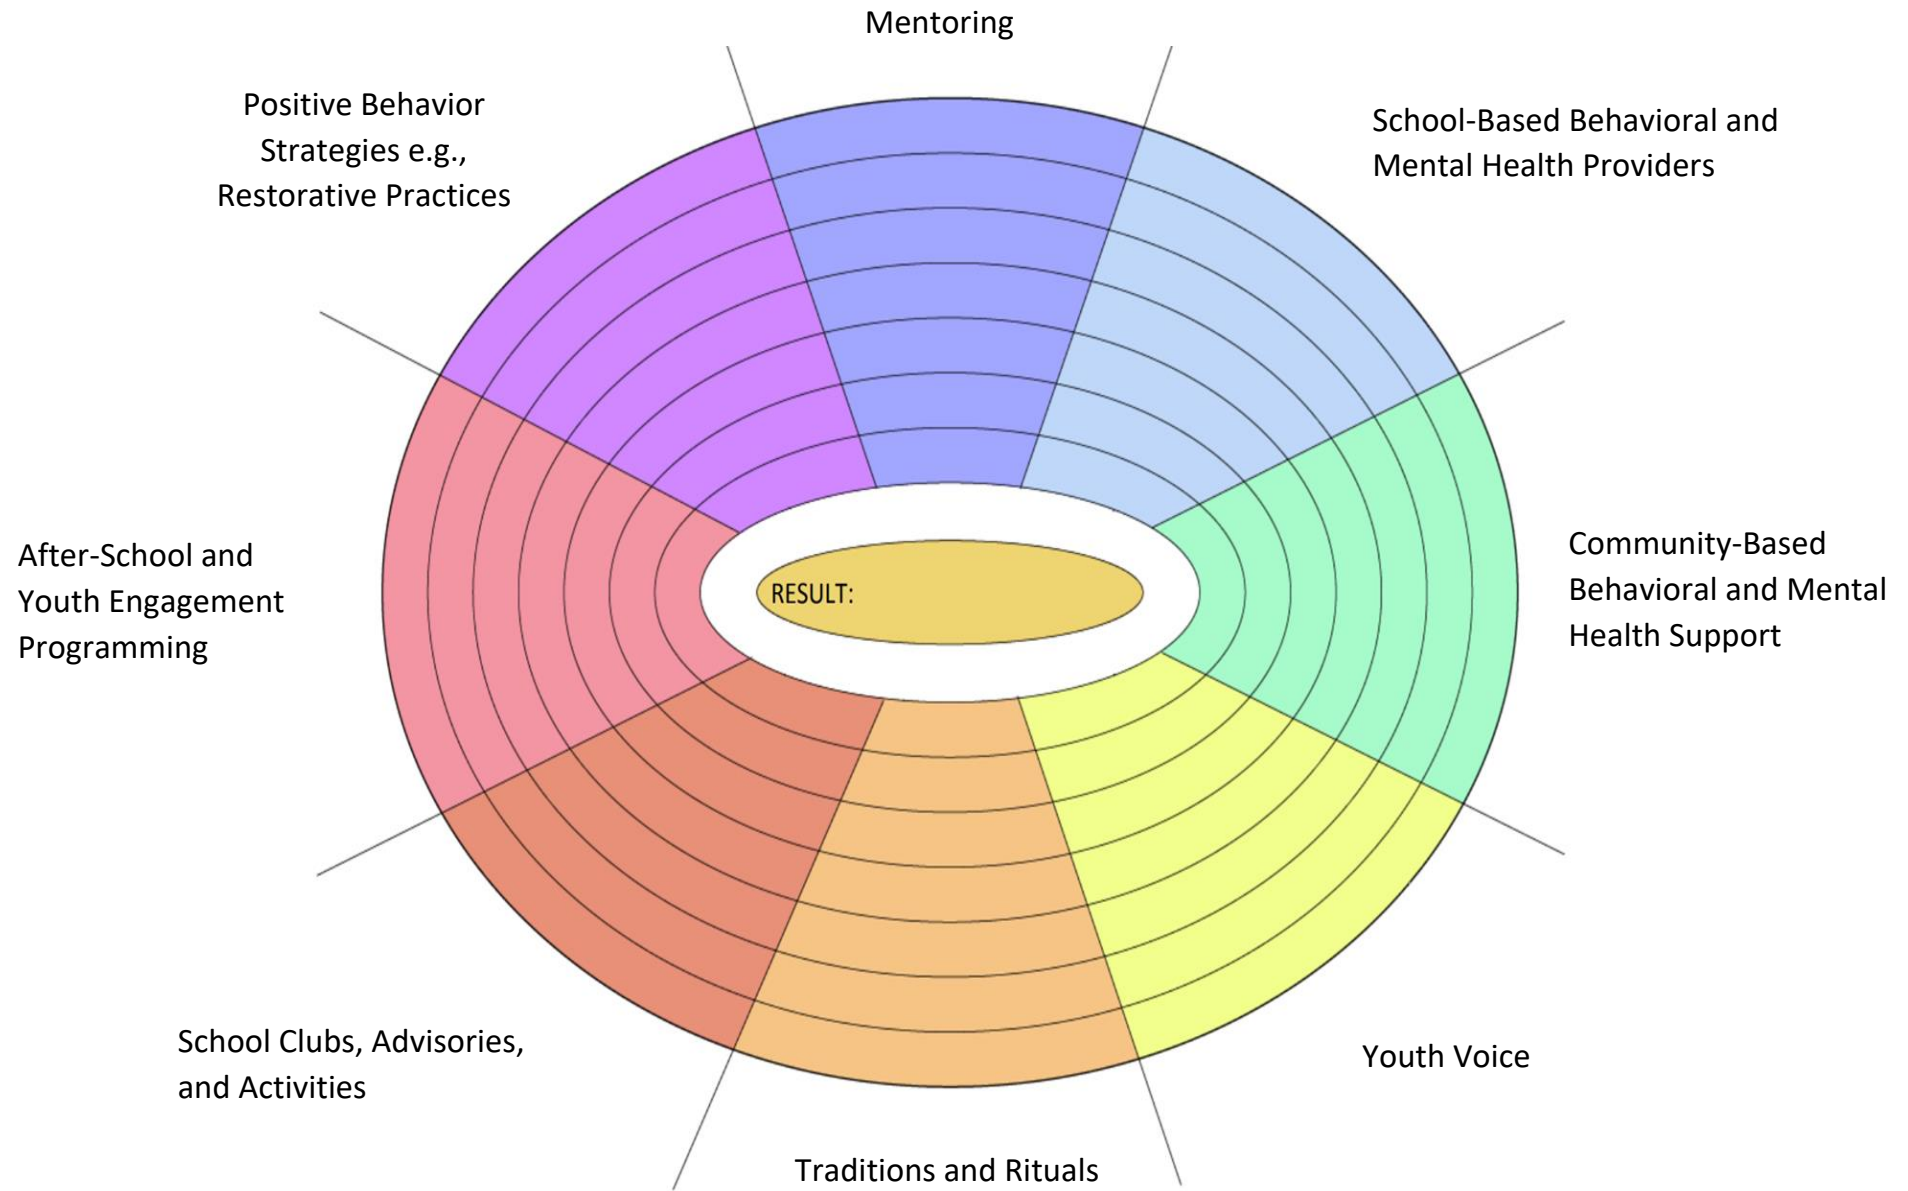 Mentoring
Positive Behavior
Strategies e.g.,
Restorative Practices
School-Based Behavioral and
Mental Health Providers
After-School and
Youth Engagement
Programming
RESULT:
Community-Based
Behavioral and Mental
Health Support
School Clubs, Advisories,
and Activities
Youth Voice
Traditions and Rituals